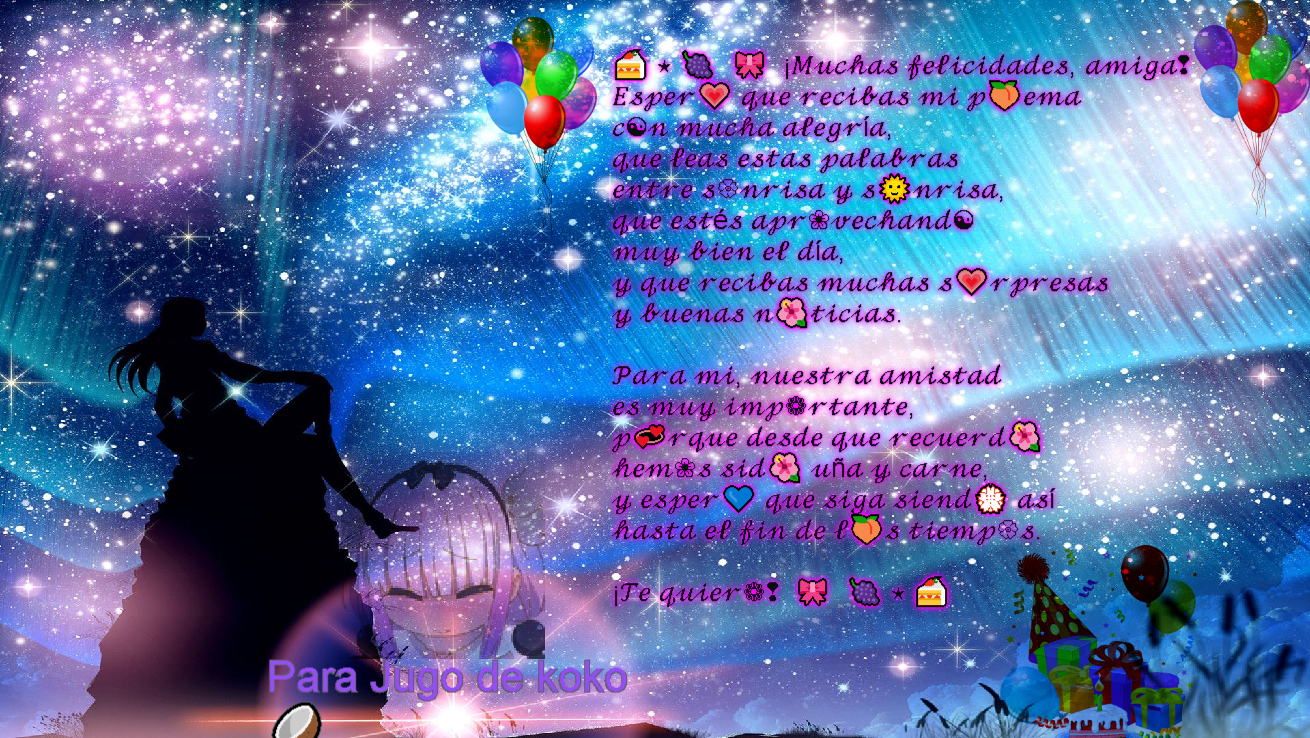 🍰⋆🍇 🎀 ¡Muchas felicidades, amiga❣
Esper❤ que recibas mi p🍑ema
c☯n mucha alegría,
que leas estas palabras
entre s🌸nrisa y s🌞nrisa,
que estés apr❀vechand☯
muy bien el día,
y que recibas muchas s❤rpresas
y buenas n🌺ticias.
Para mi, nuestra amistad
es muy imp❁rtante,
p💞rque desde que recuerd🌺
hem❀s sid🌺 uña y carne,
y esper💙 que siga siend💮 así
hasta el fin de l🍑s tiemp🌸s.
¡Te quier❁❣ 🎀 🍇⋆🍰
Para Jugo de koko